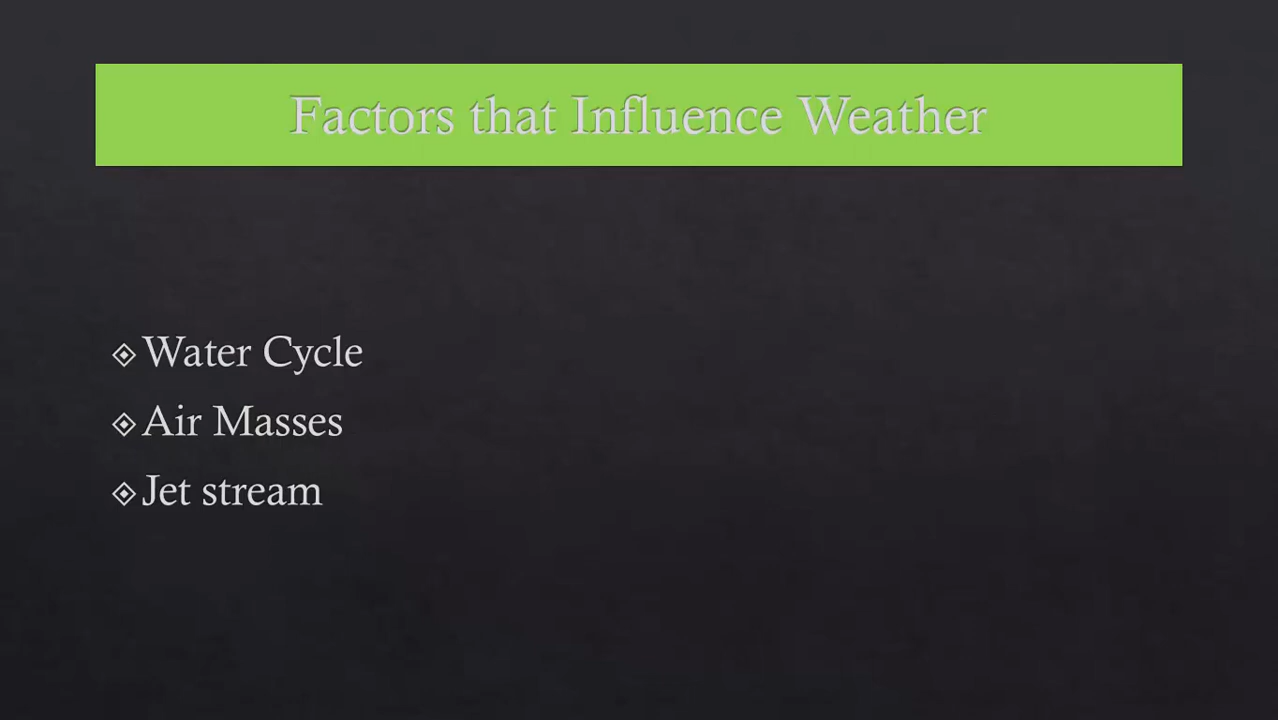 Factors that Influence Weather
Water Cycle
Air Masses
Jet stream